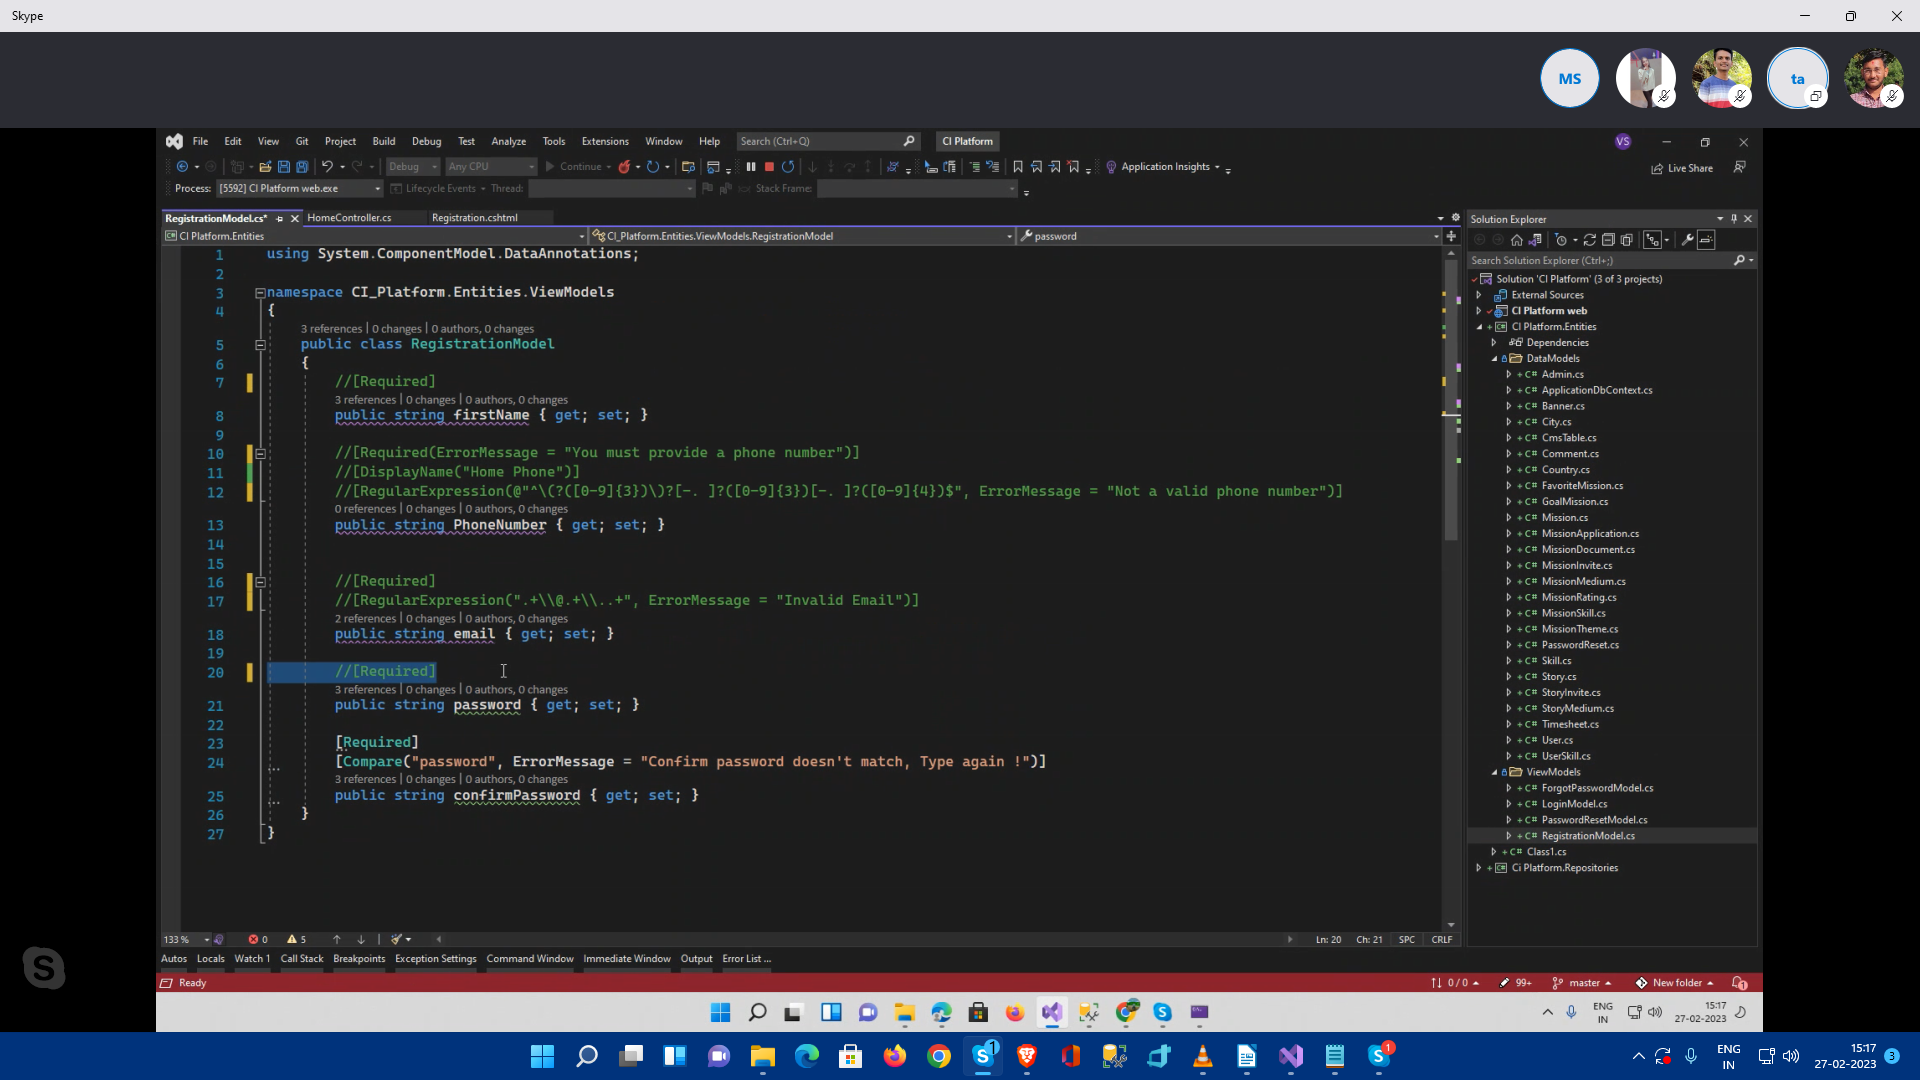 Skype
MS
ta
File Edit View Git Project Build Debug Test Analyze Tools Extensions Window Help Search (Ctrl+Q) CI Platform VS
Debug Any CPU Continue Application Insights Live Share
Process: [5592] CI Platform web.exe Lifecycle Events Thread: Stack Frame:
RegistrationModel.cs* HomeController.cs Registration.cshtml
CI Platform.Entities CI_Platform.Entities.ViewModels.RegistrationModel password
1 using System.ComponentModel.DataAnnotations;
2
3 namespace CI_Platform.Entities.ViewModels
4 {
3 references | 0 changes | 0 authors, 0 changes
5 public class RegistrationModel
6 {
7 //[Required]
3 references | 0 changes | 0 authors, 0 changes
8 public string firstName { get; set; }
9
10 //[Required(ErrorMessage = "You must provide a phone number")]
11 //[DisplayName("Home Phone")]
12 //[RegularExpression(@"^\(?([0-9]{3})\)?[-. ]?([0-9]{3})[-. ]?([0-9]{4})$", ErrorMessage = "Not a valid phone number")]
0 references | 0 changes | 0 authors, 0 changes
13 public string PhoneNumber { get; set; }
14
15
16 //[Required]
17 //[RegularExpression(".+\\@.+\\..+", ErrorMessage = "Invalid Email")]
2 references | 0 changes | 0 authors, 0 changes
18 public string email { get; set; }
19
20 //[Required]
3 references | 0 changes | 0 authors, 0 changes
21 public string password { get; set; }
22
23 [Required]
24 [Compare("password", ErrorMessage = "Confirm password doesn't match, Type again !")]
3 references | 0 changes | 0 authors, 0 changes
25 public string confirmPassword { get; set; }
26 }
27 }
Solution Explorer
Search Solution Explorer (Ctrl+;)
Solution 'CI Platform' (3 of 3 projects)
External Sources
CI Platform web
CI Platform.Entities
Dependencies
DataModels
C# Admin.cs
C# ApplicationDbContext.cs
C# Banner.cs
C# City.cs
C# CmsTable.cs
C# Comment.cs
C# Country.cs
C# FavoriteMission.cs
C# GoalMission.cs
C# Mission.cs
C# MissionApplication.cs
C# MissionDocument.cs
C# MissionInvite.cs
C# MissionMedium.cs
C# MissionRating.cs
C# MissionSkill.cs
C# MissionTheme.cs
C# PasswordReset.cs
C# Skill.cs
C# Story.cs
C# StoryInvite.cs
C# StoryMedium.cs
C# Timesheet.cs
C# User.cs
C# UserSkill.cs
ViewModels
C# ForgotPasswordModel.cs
C# LoginModel.cs
C# PasswordResetModel.cs
C# RegistrationModel.cs
C# Class1.cs
Ci Platform.Repositories
133 % 0 5 Ln: 20 Ch: 21 SPC CRLF
Autos Locals Watch 1 Call Stack Breakpoints Exception Settings Command Window Immediate Window Output Error List ...
Ready 0 / 0 99+ master New folder 1
ENG
IN
15:17
27-02-2023
ENG
IN
15:17
27-02-2023
3